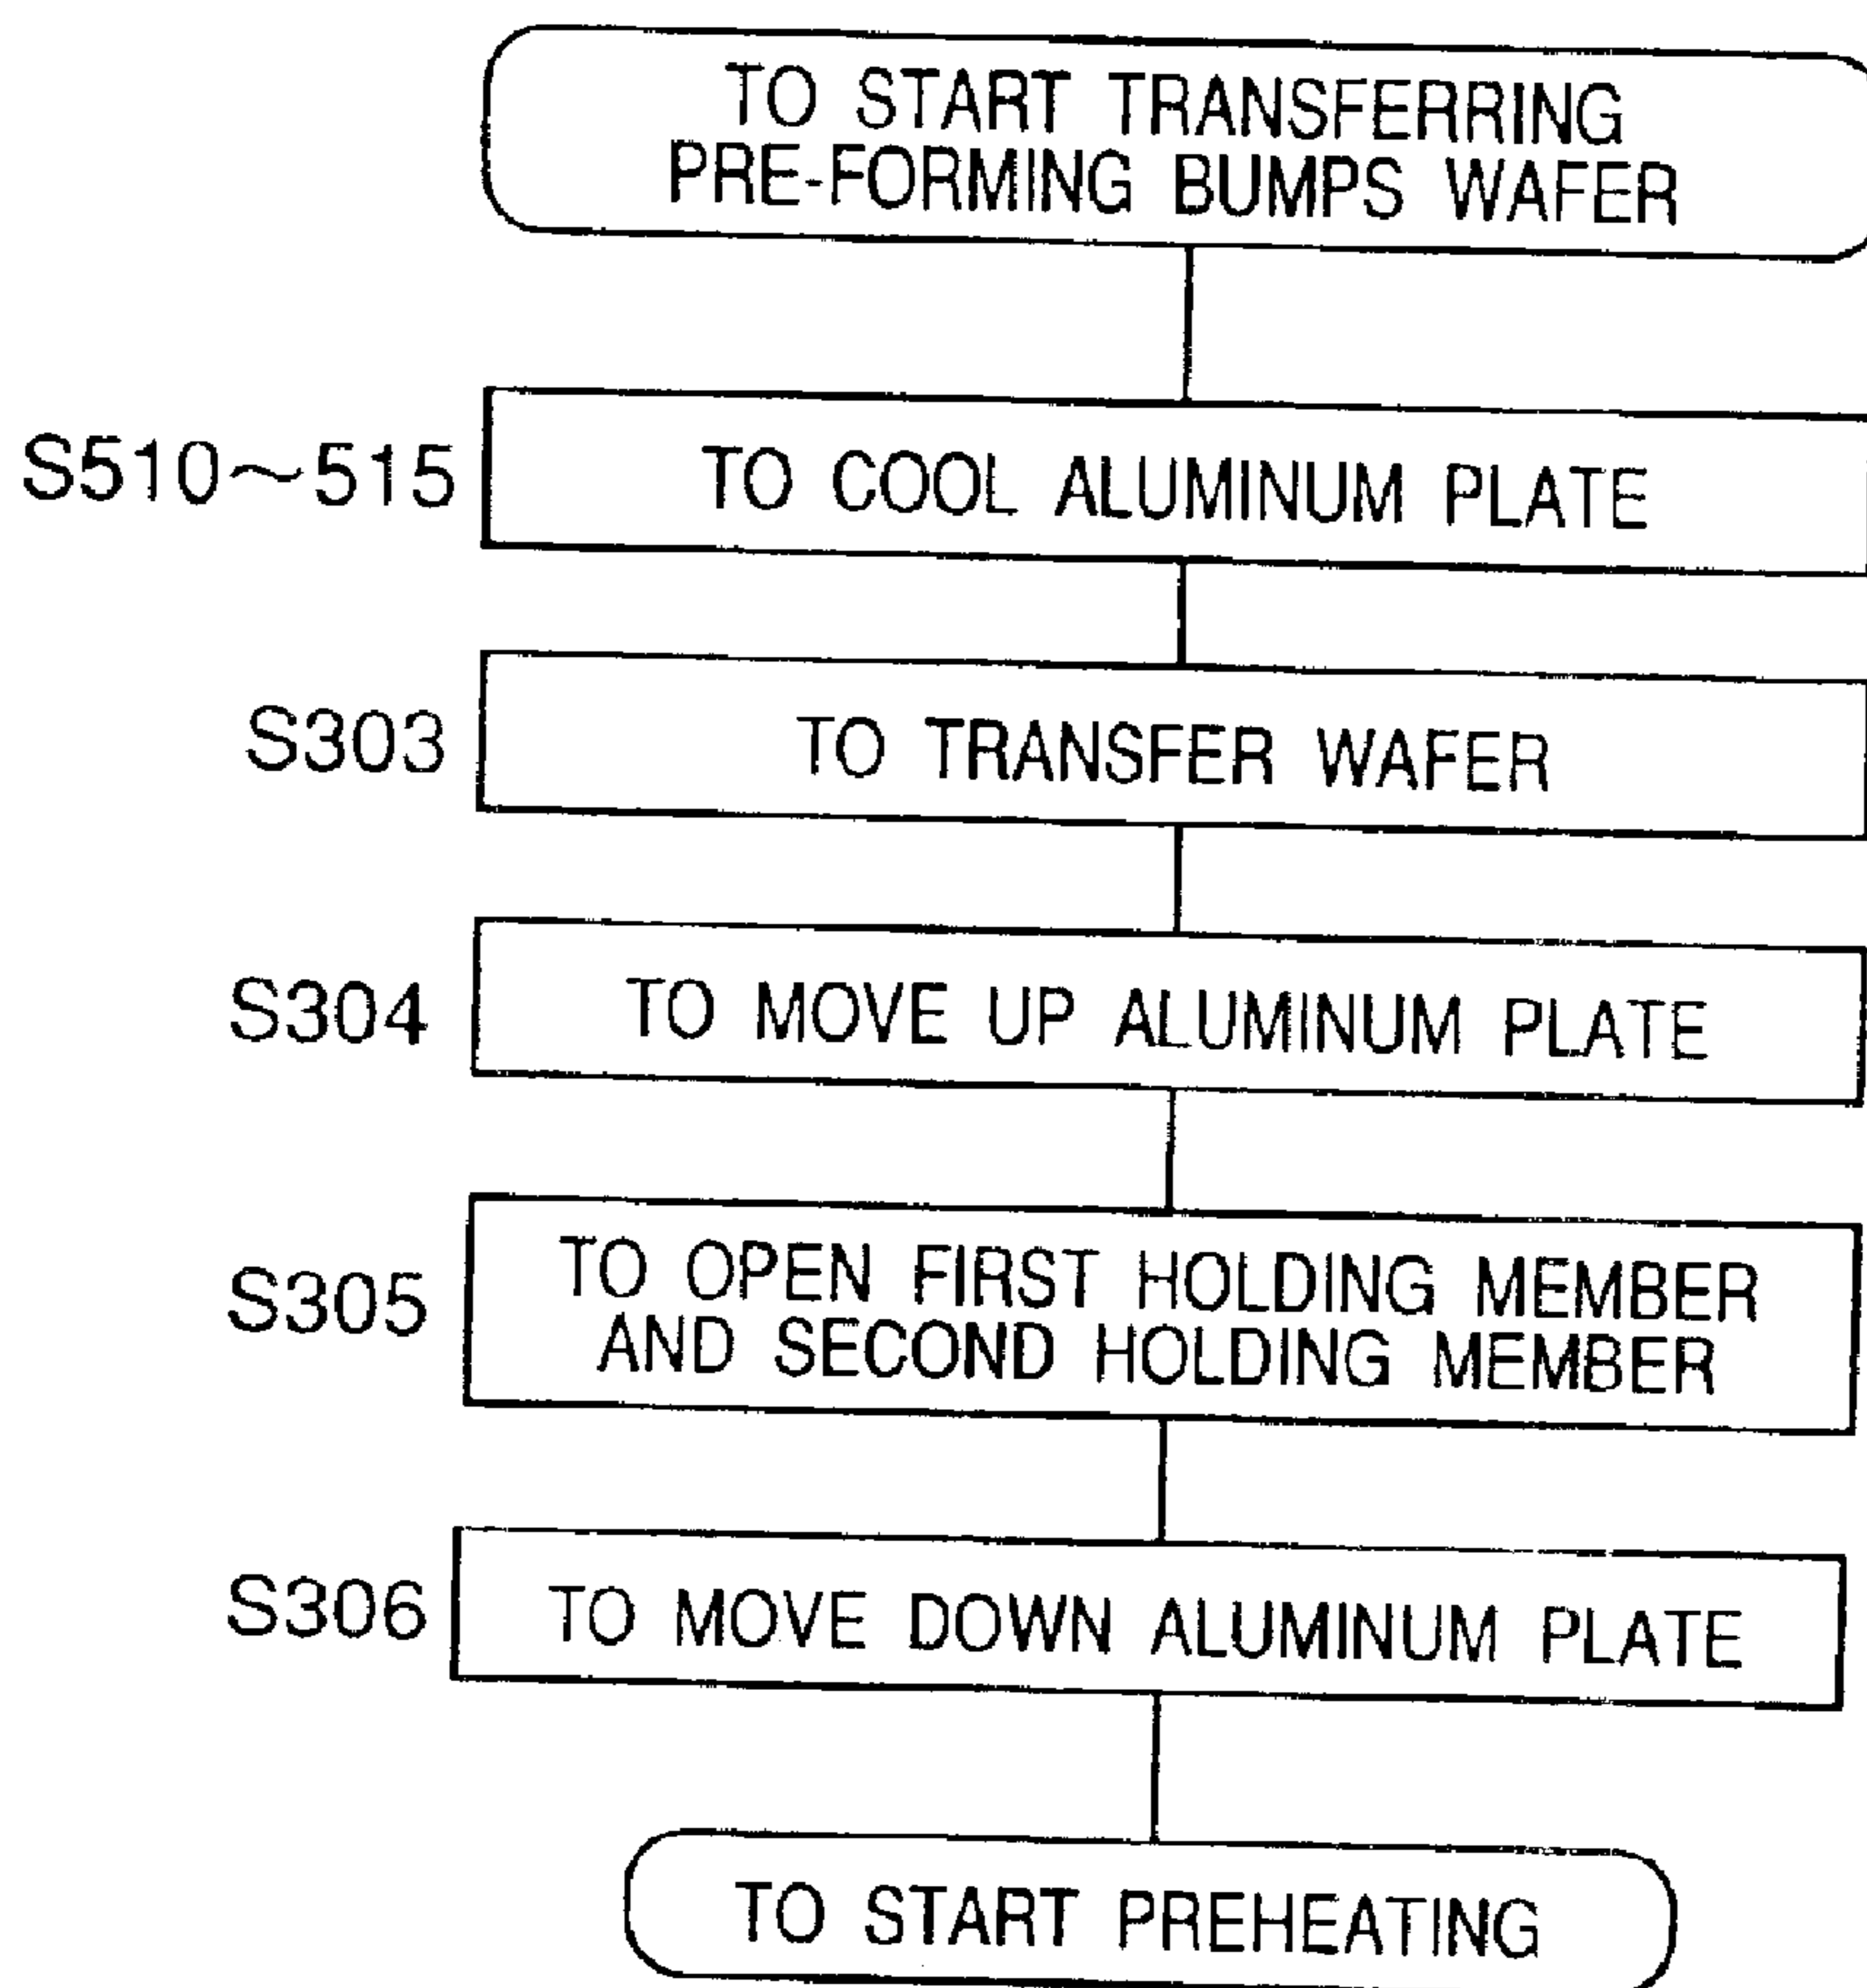 TO START TRANSFERRING
PRE-FORMING BUMPS WAFER
S510～515
TO COOL ALUMINUM PLATE
S303
TO TRANSFER WAFER
S304
TO MOVE UP ALUMINUM PLATE
S305
TO OPEN FIRST HOLDING MEMBER
AND SECOND HOLDING MEMBER
S306
TO MOVE DOWN ALUMINUM PLATE
TO START PREHEATING